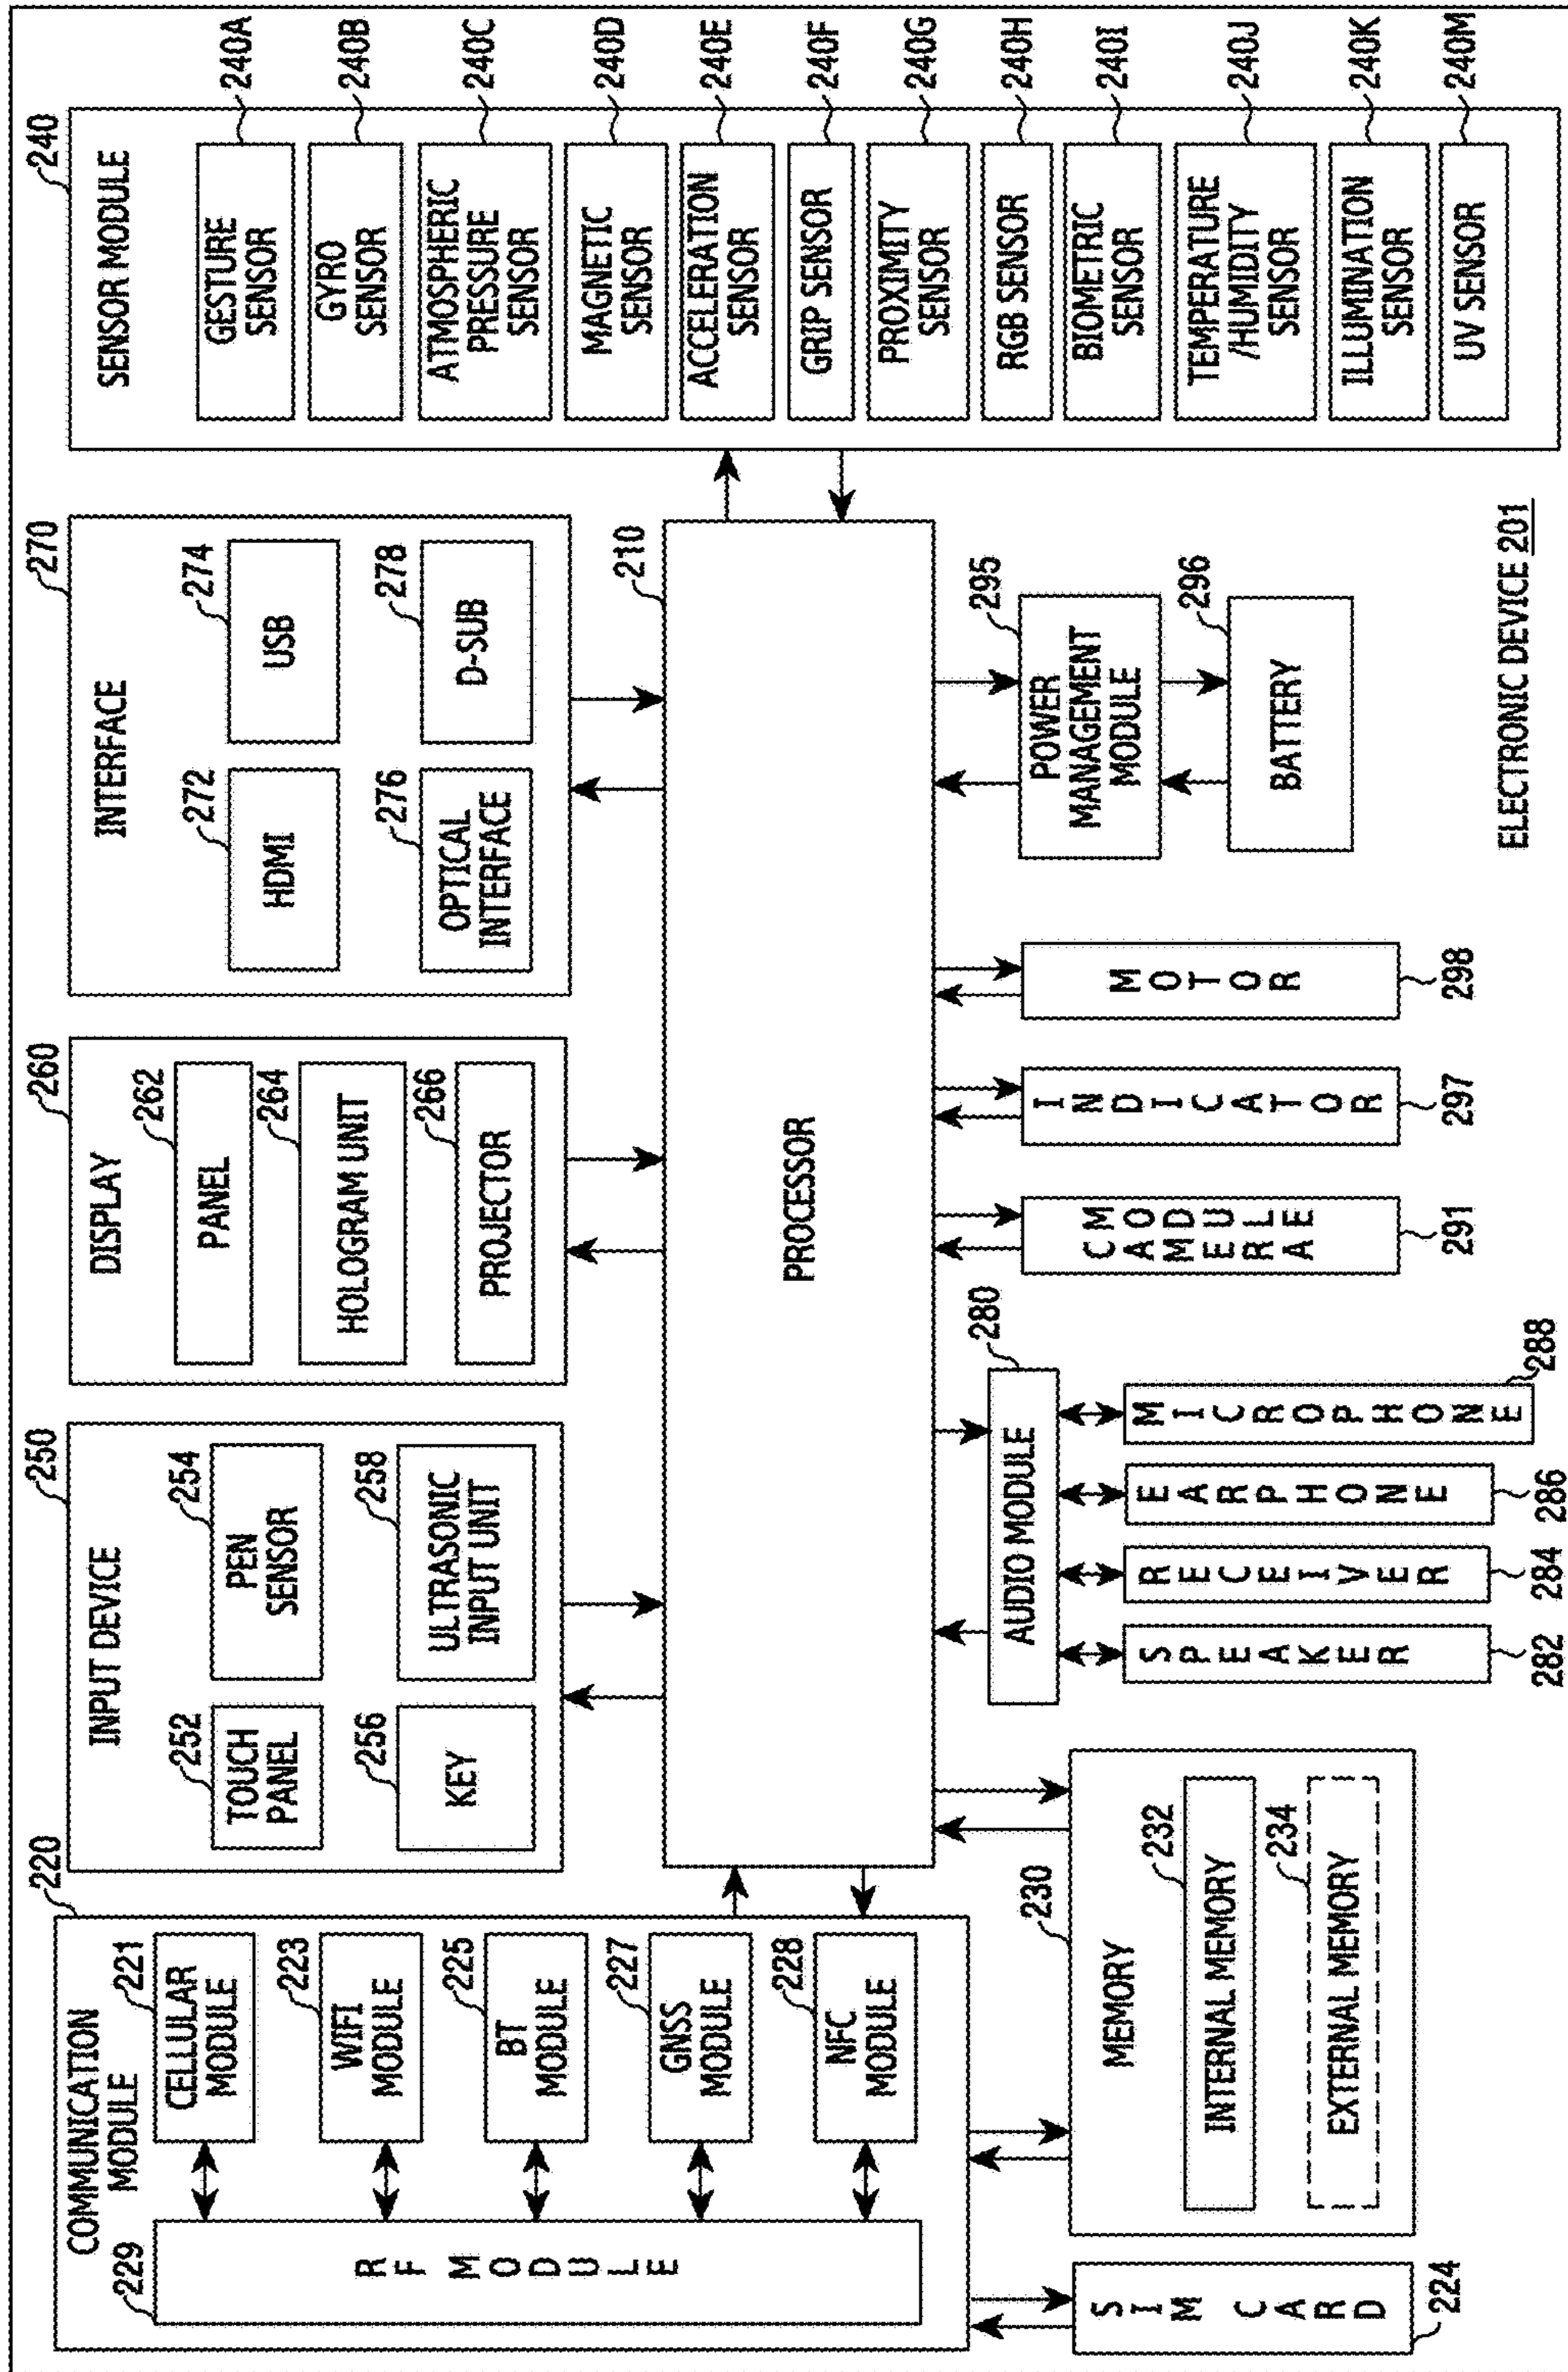 COMMUNICATION
MODULE
220
229
RF MODULE
221
CELLULAR
MODULE
223
WIFI
MODULE
225
BT
MODULE
227
GNSS
MODULE
228
NFC
MODULE
250
INPUT DEVICE
252
TOUCH
PANEL
254
PEN
SENSOR
256
KEY
258
ULTRASONIC
INPUT UNIT
260
DISPLAY
262
PANEL
264
HOLOGRAM UNIT
266
PROJECTOR
270
INTERFACE
272
HDMI
274
USB
276
OPTICAL
INTERFACE
278
D-SUB
240
SENSOR MODULE
GESTURE
SENSOR
240A
GYRO
SENSOR
240B
ATMOSPHERIC
PRESSURE
SENSOR
240C
MAGNETIC
SENSOR
240D
ACCELERATION
SENSOR
240E
GRIP SENSOR
240F
PROXIMITY
SENSOR
240G
RGB SENSOR
240H
BIOMETRIC
SENSOR
240I
TEMPERATURE
/HUMIDITY
SENSOR
240J
ILLUMINATION
SENSOR
240K
UV SENSOR
240M
210
PROCESSOR
SIM CARD
224
230
MEMORY
232
INTERNAL MEMORY
234
EXTERNAL MEMORY
280
AUDIO MODULE
SPEAKER
282
RECEIVER
284
EARPHONE
286
MICROPHONE
288
CAMERA
MODULE
291
INDICATOR
297
MOTOR
298
295
POWER
MANAGEMENT
MODULE
296
BATTERY
ELECTRONIC DEVICE 201